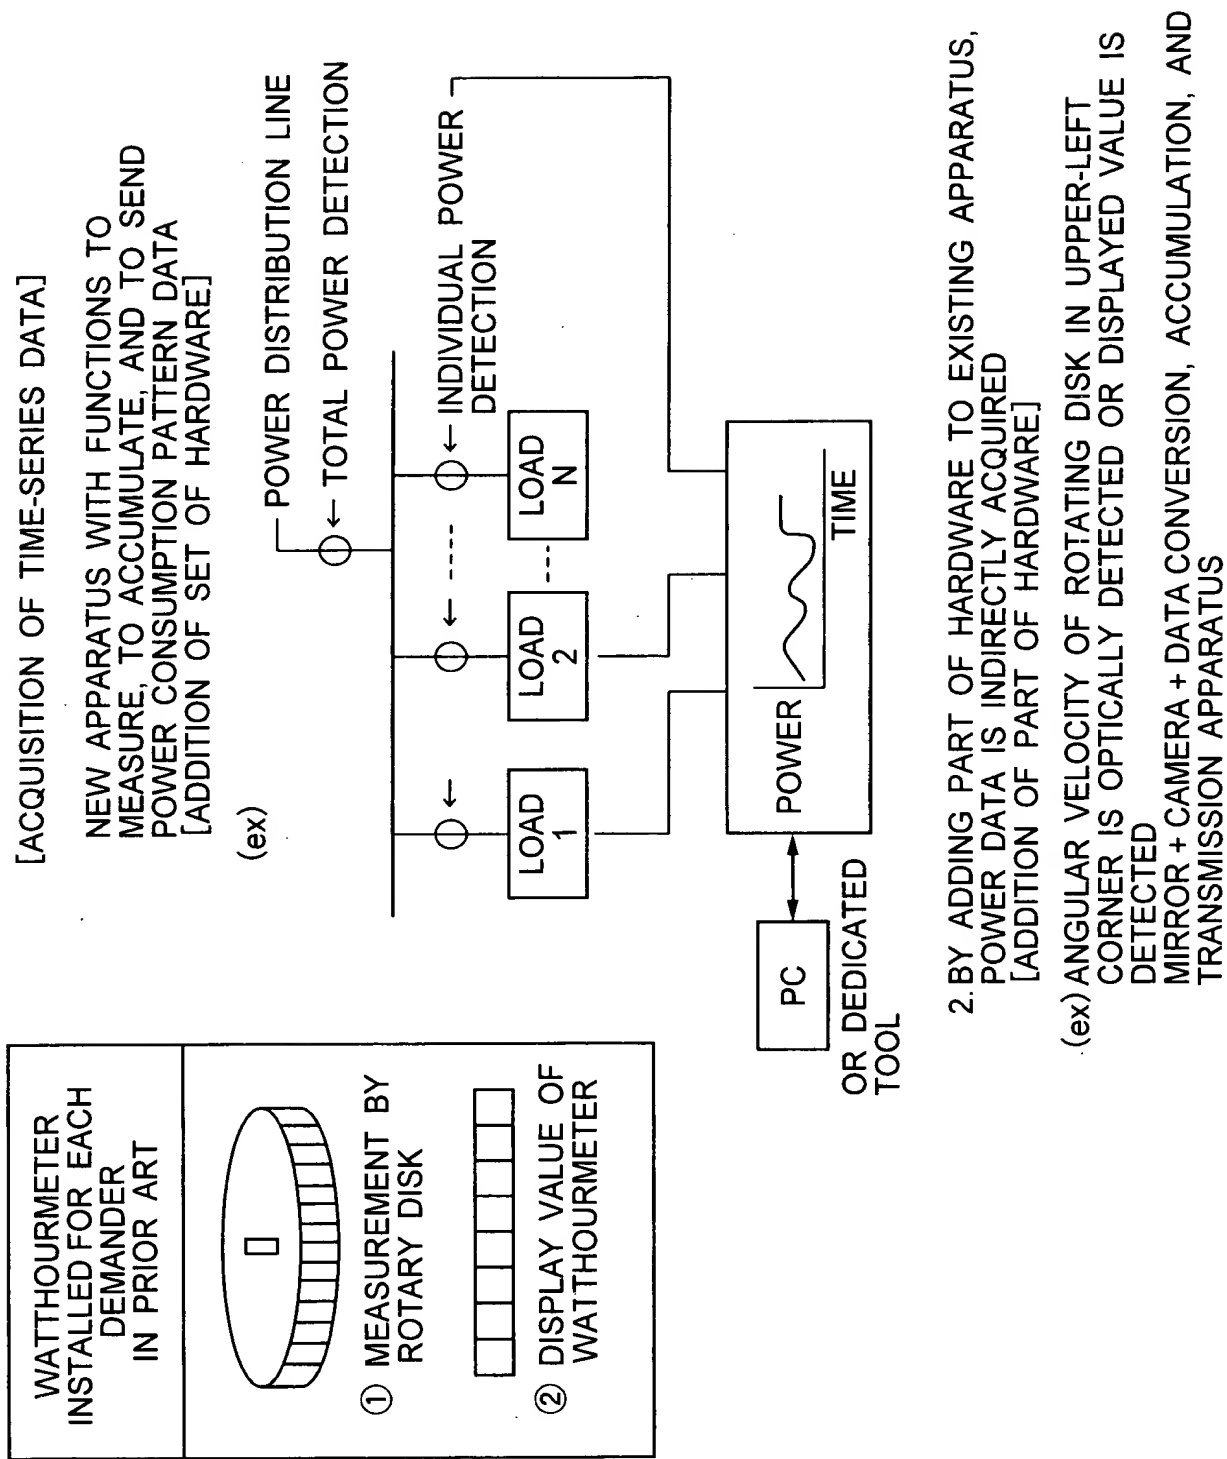 WATTHOURMETER
INSTALLED FOR EACH
DEMANDER
IN PRIOR ART
① MEASUREMENT BY
ROTARY DISK
② DISPLAY VALUE OF
WATTHOURMETER
[ACQUISITION OF TIME-SERIES DATA]
NEW APPARATUS WITH FUNCTIONS TO
MEASURE, TO ACCUMULATE, AND TO SEND
POWER CONSUMPTION PATTERN DATA
[ADDITION OF SET OF HARDWARE]
(ex)
POWER DISTRIBUTION LINE
TOTAL POWER DETECTION
INDIVIDUAL POWER
DETECTION
LOAD
1
LOAD
2
LOAD
N
POWER
TIME
PC
OR DEDICATED
TOOL
2. BY ADDING PART OF HARDWARE TO EXISTING APPARATUS,
POWER DATA IS INDIRECTLY ACQUIRED
[ADDITION OF PART OF HARDWARE]
(ex) ANGULAR VELOCITY OF ROTATING DISK IN UPPER-LEFT
CORNER IS OPTICALLY DETECTED OR DISPLAYED VALUE IS
DETECTED
MIRROR + CAMERA + DATA CONVERSION, ACCUMULATION, AND
TRANSMISSION APPARATUS